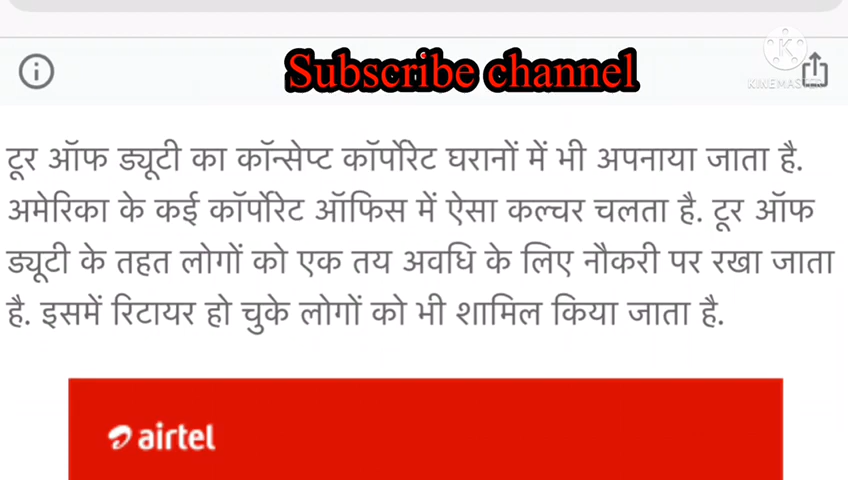 Subscribe channel
KINEMASTER
टूर ऑफ ड्यूटी का कॉन्सेप्ट कॉर्पोरेट घरानों में भी अपनाया जाता है.
अमेरिका के कई कॉर्पोरेट ऑफिस में ऐसा कल्चर चलता है. टूर ऑफ
ड्यूटी के तहत लोगों को एक तय अवधि के लिए नौकरी पर रखा जाता
है. इसमें रिटायर हो चुके लोगों को भी शामिल किया जाता है.
airtel